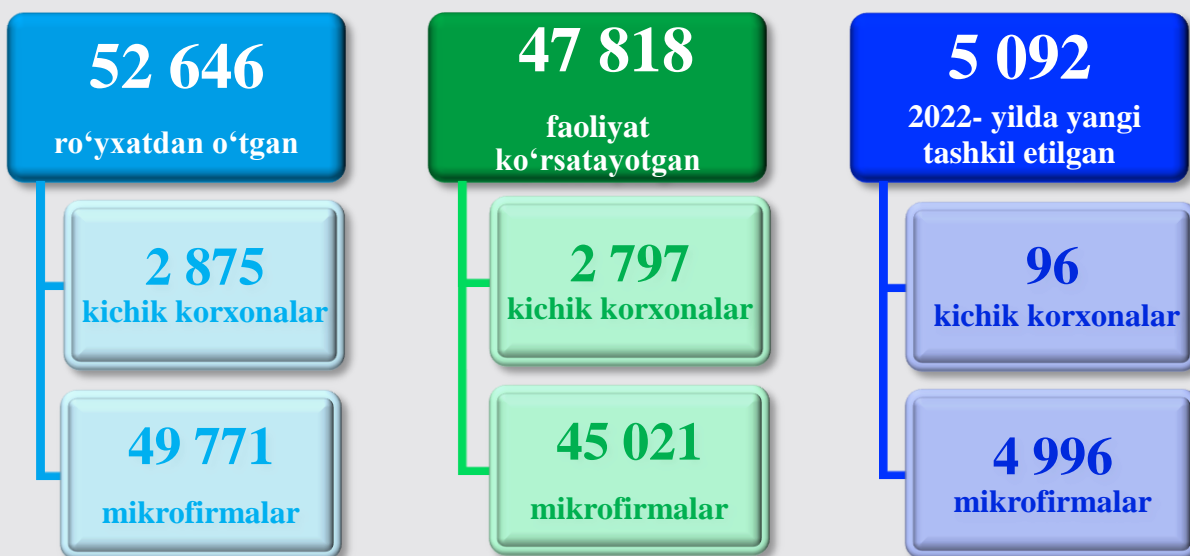 52 646
ro‘yxatdan o‘tgan
2 875
kichik korxonalar
49 771
mikrofirmalar
47 818
faoliyat
ko‘rsatayotgan
2 797
kichik korxonalar
45 021
mikrofirmalar
5 092
2022- yilda yangi
tashkil etilgan
96
kichik korxonalar
4 996
mikrofirmalar